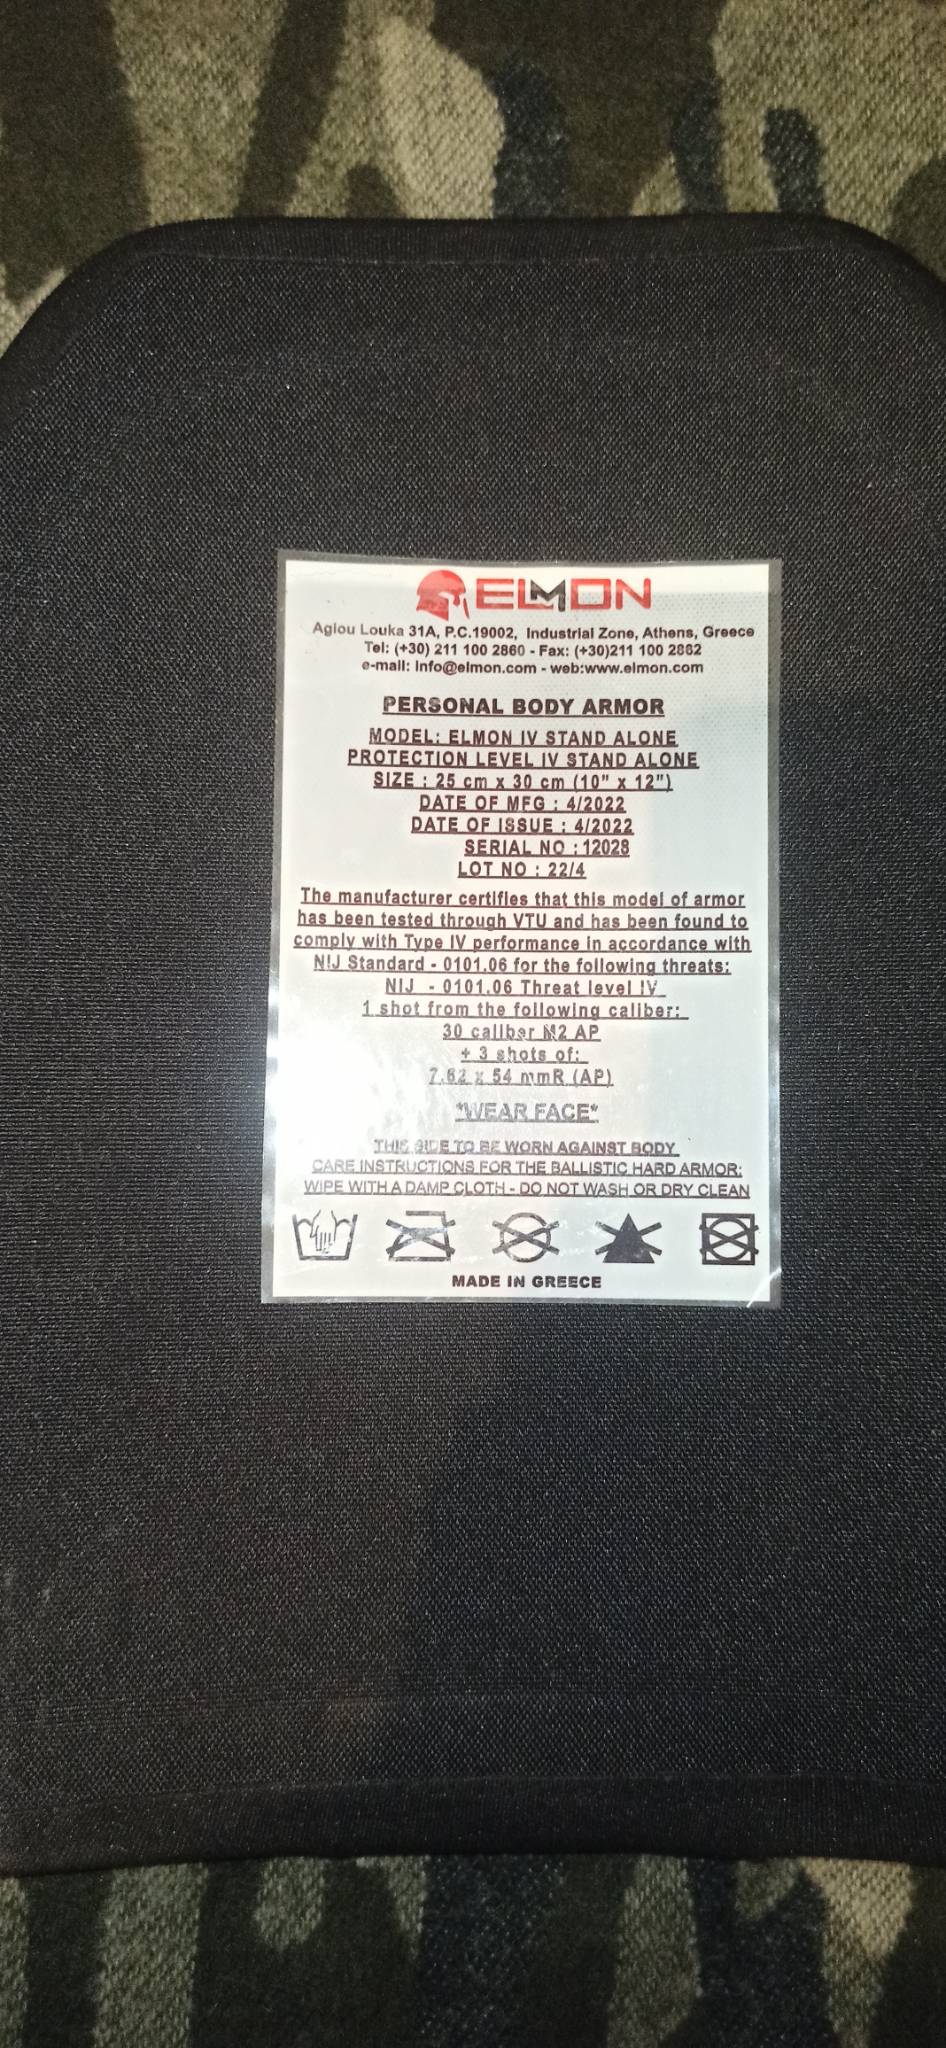 ELMON
Agiou Louka 31A, P.C.19002, Industrial Zone, Athens, Greece
Tel: (+30) 211 100 2860 - Fax: (+30)211 100 2882
e-mail: info@elmon.com - web:www.elmon.com
PERSONAL BODY ARMOR
MODEL: ELMON IV STAND ALONE
PROTECTION LEVEL IV STAND ALONE
SIZE : 25 cm x 30 cm (10" x 12")
DATE OF MFG : 4/2022
DATE OF ISSUE : 4/2022
SERIAL NO : 12028
LOT NO : 22/4
The manufacturer certifies that this model of armor
has been tested through VTU and has been found to
comply with Type IV performance in accordance with
NIJ Standard - 0101.06 for the following threats:
NIJ - 0101.06 Threat level IV
1 shot from the following caliber:
30 caliber M2 AP
+ 3 shots of:
7.62 x 54 mmR (AP)
*WEAR FACE*
THIS SIDE TO BE WORN AGAINST BODY
CARE INSTRUCTIONS FOR THE BALLISTIC HARD ARMOR:
WIPE WITH A DAMP CLOTH - DO NOT WASH OR DRY CLEAN
MADE IN GREECE